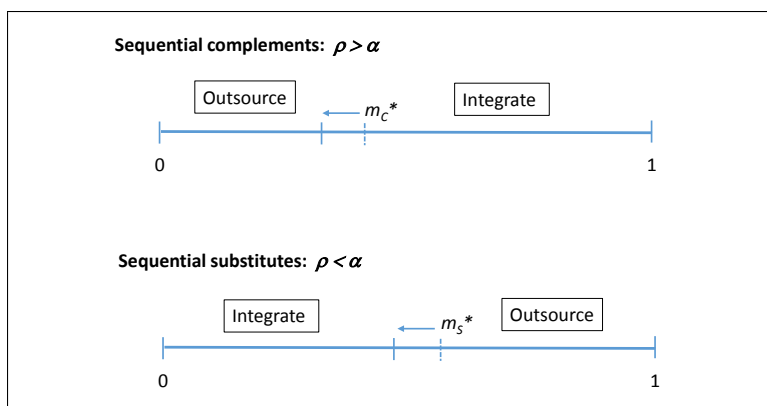 Sequential complements: ρ > α
Outsource
m_C*
Integrate
0
1
Sequential substitutes: ρ < α
Integrate
m_S*
Outsource
0
1